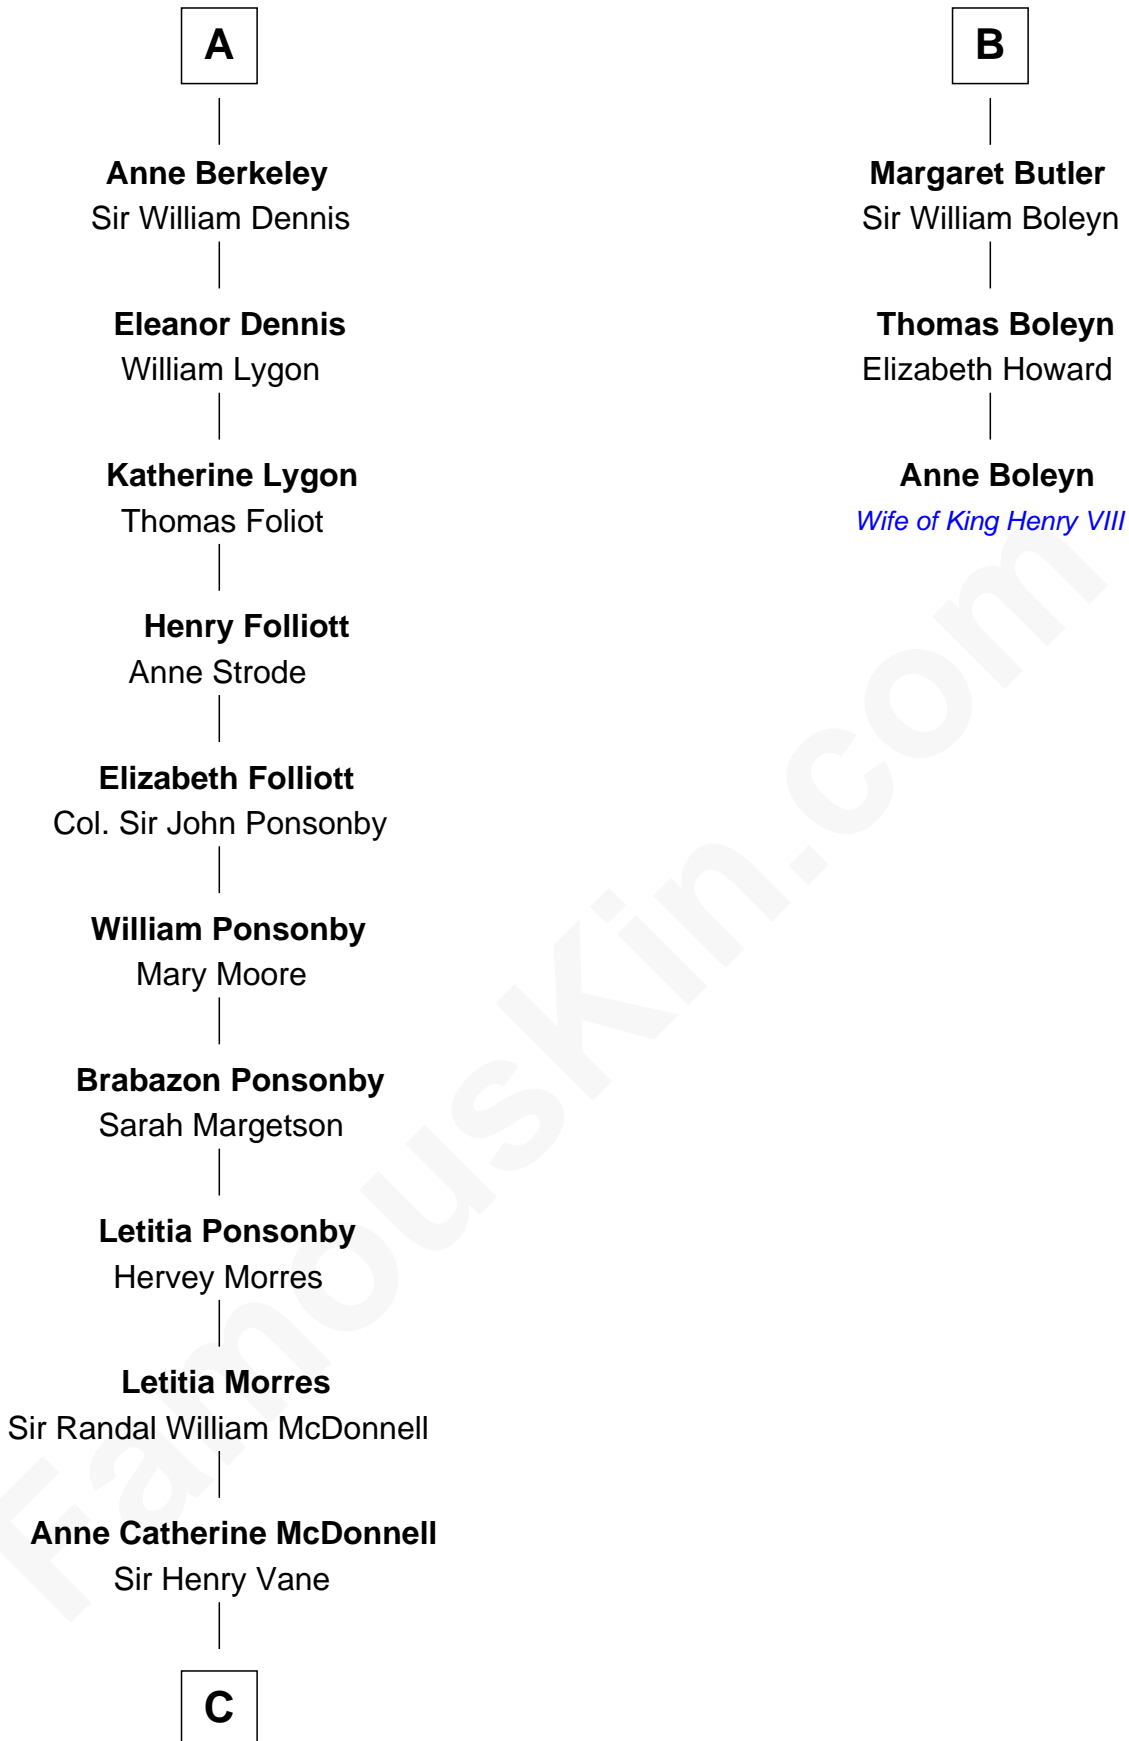 A
Anne Berkeley
Sir William Dennis
Eleanor Dennis
William Lygon
Katherine Lygon
Thomas Foliot
Henry Folliott
Anne Strode
Elizabeth Folliott
Col. Sir John Ponsonby
William Ponsonby
Mary Moore
Brabazon Ponsonby
Sarah Margetson
Letitia Ponsonby
Hervey Morres
Letitia Morres
Sir Randal William McDonnell
Anne Catherine McDonnell
Sir Henry Vane
C
B
Margaret Butler
Sir William Boleyn
Thomas Boleyn
Elizabeth Howard
Anne Boleyn
Wife of King Henry VIII
FamousKin.com